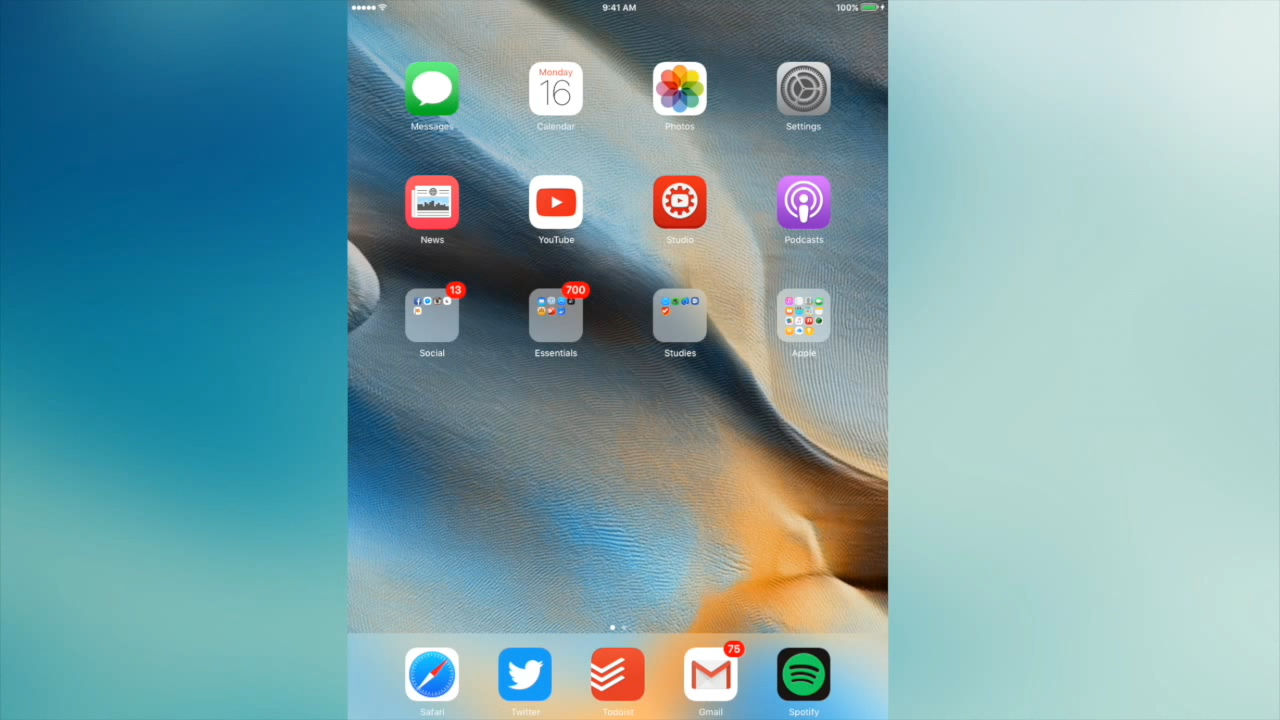 9:41 AM
100%
Monday
16
Messages
Calendar
Photos
Settings
News
YouTube
Studio
Podcasts
13
700
Social
Essentials
Studies
Apple
75
Safari
Twitter
Todoist
Gmail
Spotify